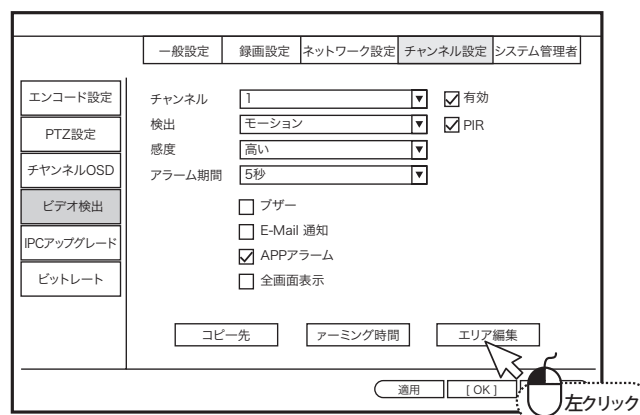 一般設定 録画設定 ネットワーク設定 チャンネル設定 システム管理者
エンコード設定
PTZ設定
チヤンネルOSD
ビデオ検出
IPCアップグレード
ビットレート
チャンネル 1 ▼ 有効
検出 モーション ▼ PIR
感度 高い ▼
アラーム期間 5秒 ▼
ブザー
E-Mail 通知
APPアラーム
全画面表示
コピー先 ァーミング時間 エリア編集
適用 [ OK ]
左クリック